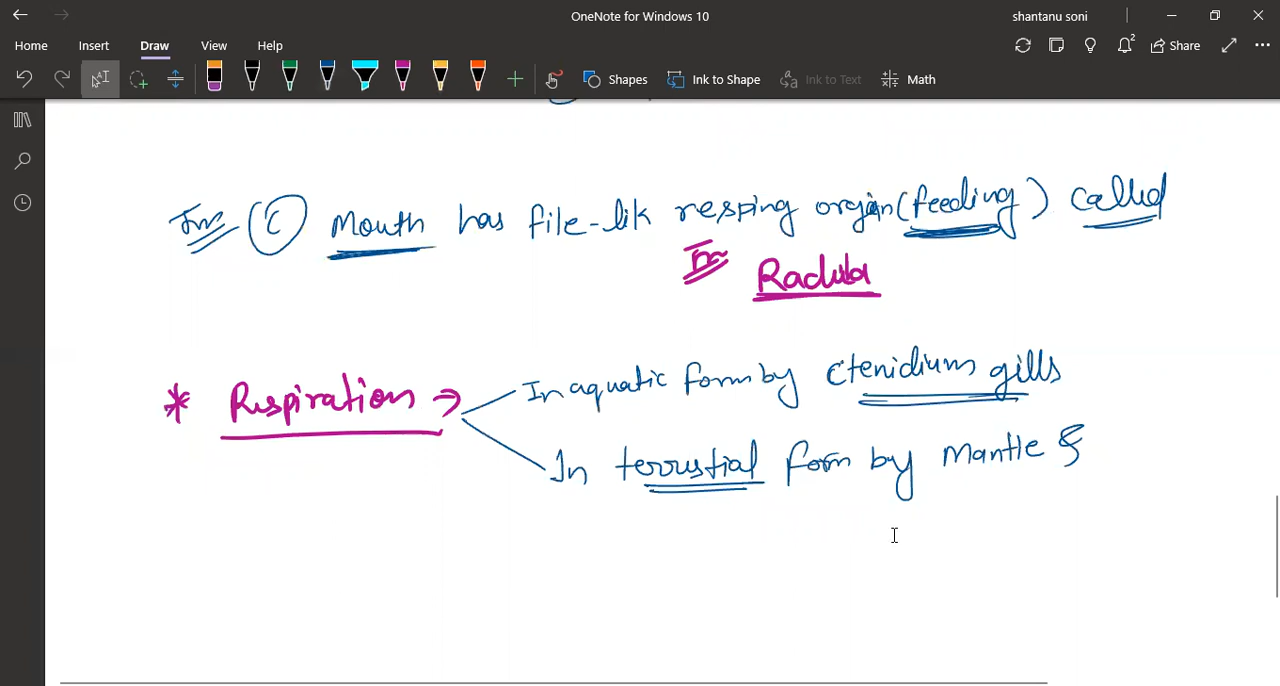 OneNote for Windows 10
shantanu soni
Home Insert Draw View Help
Share
Shapes Ink to Shape Ink to Text Math
Imp (C) Mouth has file-lik resping organ (feeding) called
Imp Radula
* Respiration → In aquatic form by Ctenidium gills
In terrustial form by Mantle &